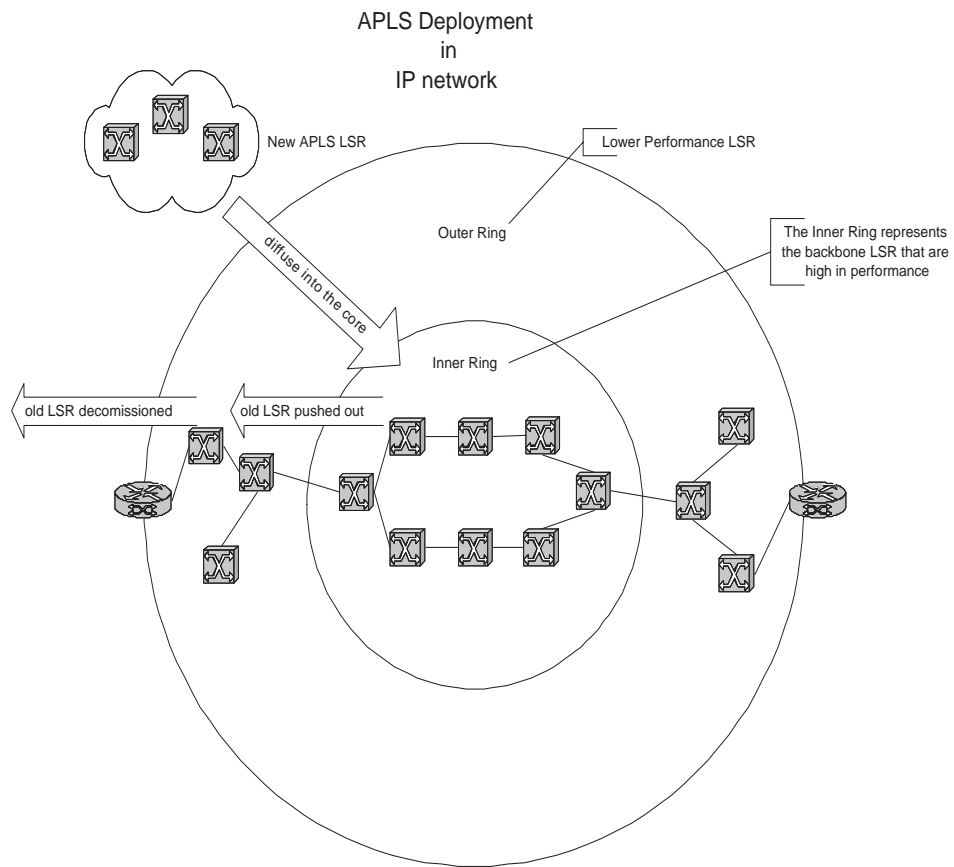 APLS Deployment
in
IP network
New APLS LSR
Lower Performance LSR
Outer Ring
The Inner Ring represents
the backbone LSR that are
high in performance
diffuse into the core
Inner Ring
old LSR decomissioned
old LSR pushed out